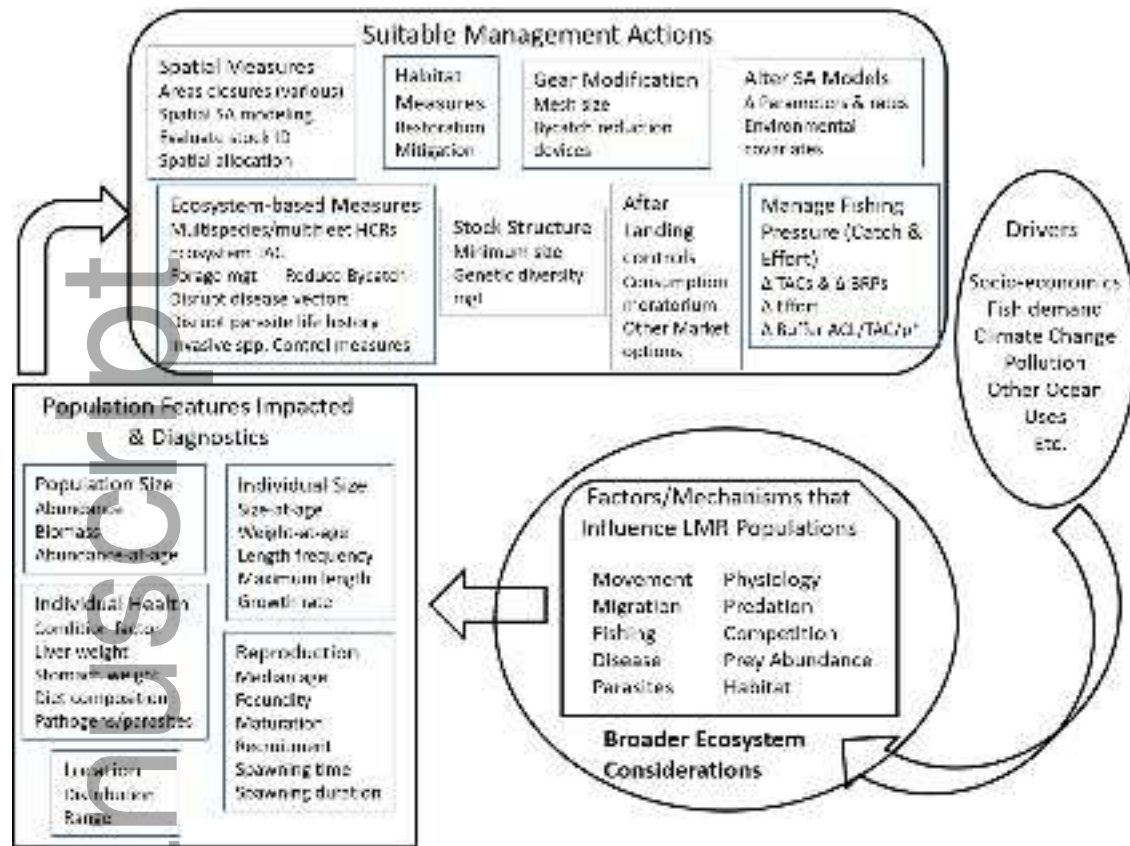 Suitable Management Actions
Spatial Measures
Areas closures (various)
Spatial SA modeling
Evaluate stock ID
Spatial allocation
Habitat
Measures
Restoration
Mitigation
Gear Modification
Mesh size
Bycatch reduction
devices
Alter SA Models
Δ Parameters & rates
Environmental
covariates
Ecosystem-based Measures
Multispecies/multifleet HCRs
Ecosystem TAC
Forage mgt Reduce Bycatch
Disrupt disease vectors
Disrupt parasite life history
Invasive spp. Control measures
Stock Structure
Minimum size
Genetic diversity
mgt
After
Landing
controls
Consumption
moratorium
Other Market
options
Manage Fishing
Pressure (Catch &
Effort)
Δ TACs & Δ BRPs
Δ Effort
Δ Buffer ACL/TAC/p*
Drivers
Socio-economics
Fish demand
Climate Change
Pollution
Other Ocean
Uses
Etc.
Population Features Impacted
& Diagnostics
Population Size
Abundance
Biomass
Abundance-at-age
Individual Size
Size-at-age
Weight-at-age
Length frequency
Maximum length
Growth rate
Individual Health
Condition factor
Liver weight
Stomach weight
Diet composition
Pathogens/parasites
Reproduction
Median age
Fecundity
Maturation
Recruitment
Spawning time
Spawning duration
Location
Distribution
Range
Factors/Mechanisms that
Influence LMR Populations
Movement Physiology
Migration Predation
Fishing Competition
Disease Prey Abundance
Parasites Habitat
Broader Ecosystem
Considerations
nuscript